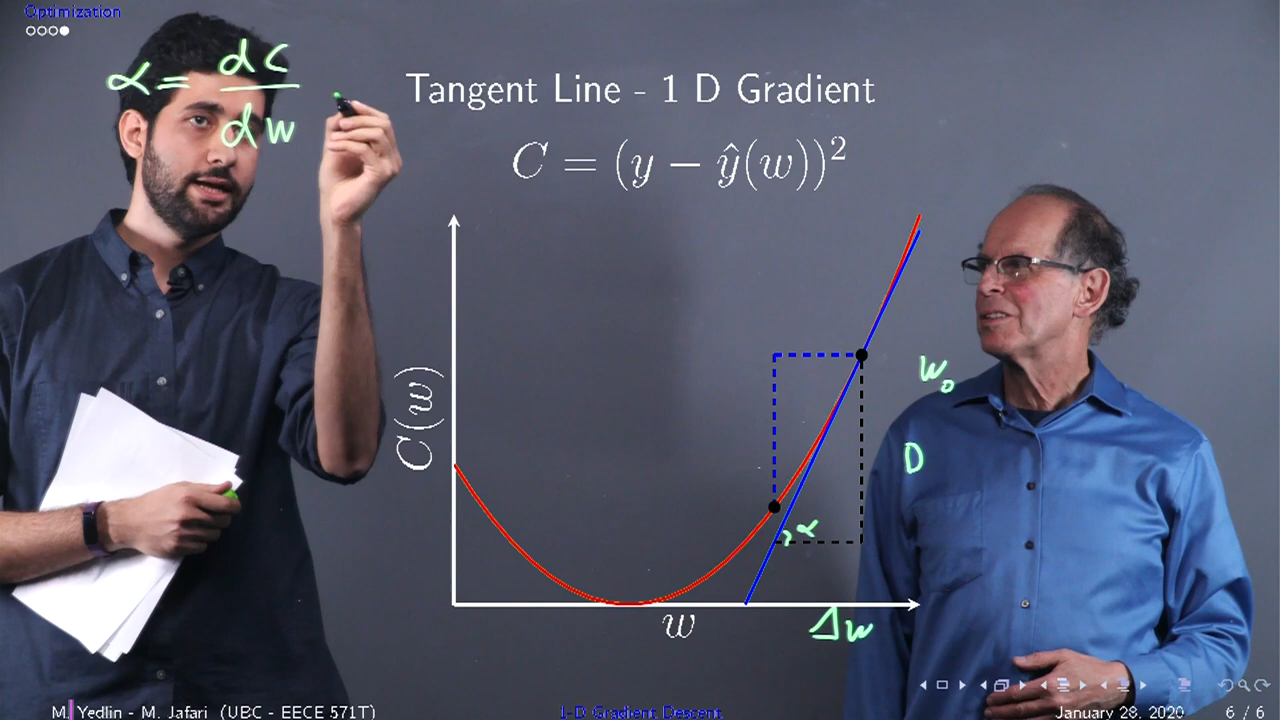 Optimization
α = dC/dw
Tangent Line - 1 D Gradient
C = (y − ŷ(w))²
C(w)
w₀
D
α
w
Δw
M. Yedlin - M. Jafari (UBC - EECE 571T)
1-D Gradient Descent
January 28, 2020
6 / 6